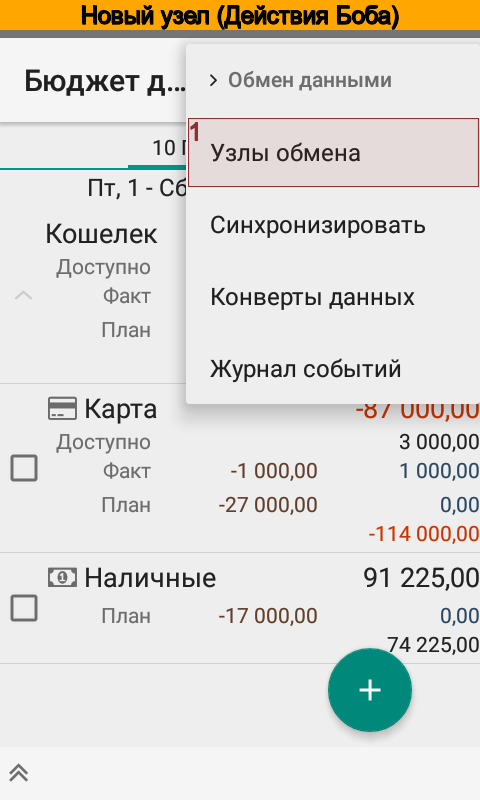 Новый узел (Действия Боба)
Бюджет д...
Обмен данными
1
Узлы обмена
Синхронизировать
Конверты данных
Журнал событий
10
Пт, 1 - Сб
Кошелек
Доступно
Факт
План
Карта -87 000,00
Доступно 3 000,00
Факт -1 000,00 1 000,00
План -27 000,00 0,00
-114 000,00
Наличные 91 225,00
План -17 000,00 0,00
74 225,00